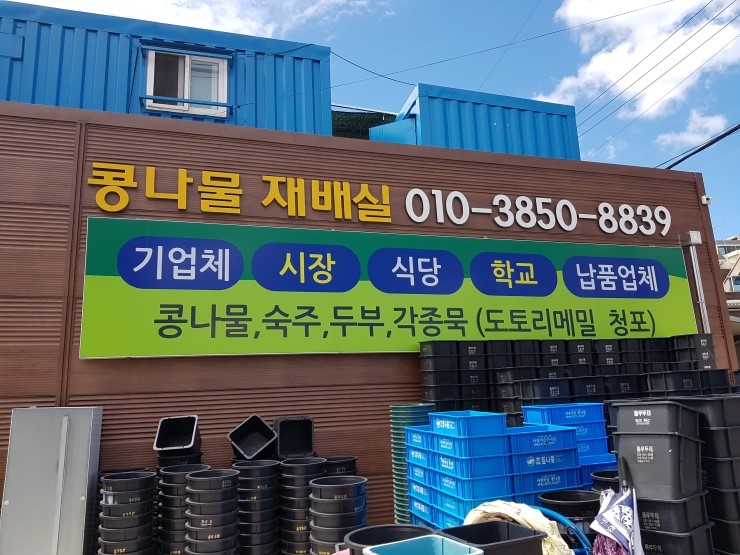 콩나물 재배실 010-3850-8839
기업체 시장 식당 학교 납품업체
콩나물,숙주,두부,각종묵 (도토리메밀 청포)